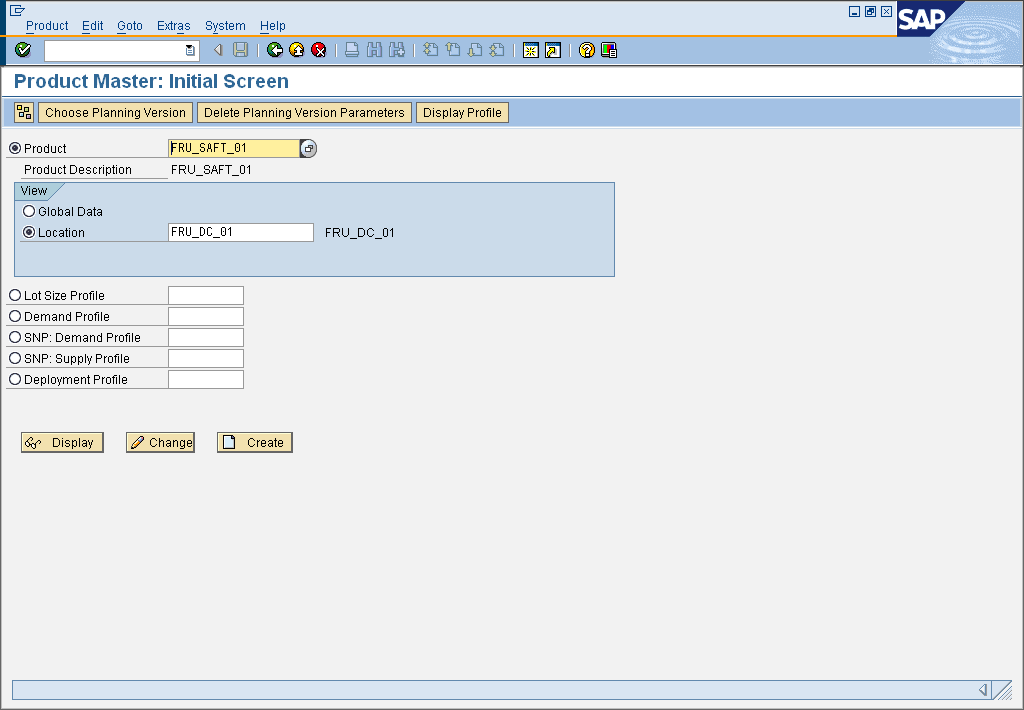 Product Edit Goto Extras System Help
SAP
Product Master: Initial Screen
Choose Planning Version Delete Planning Version Parameters Display Profile
Product FRU_SAFT_01
Product Description FRU_SAFT_01
View
Global Data
Location FRU_DC_01 FRU_DC_01
Lot Size Profile
Demand Profile
SNP: Demand Profile
SNP: Supply Profile
Deployment Profile
Display Change Create